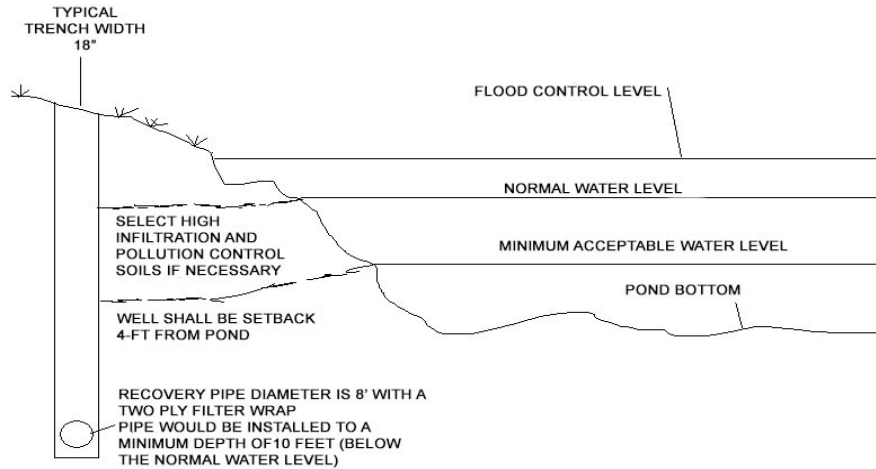 TYPICAL
TRENCH WIDTH
18"
FLOOD CONTROL LEVEL
NORMAL WATER LEVEL
SELECT HIGH
INFILTRATION AND
POLLUTION CONTROL
SOILS IF NECESSARY
MINIMUM ACCEPTABLE WATER LEVEL
POND BOTTOM
WELL SHALL BE SETBACK
4-FT FROM POND
RECOVERY PIPE DIAMETER IS 8' WITH A
TWO PLY FILTER WRAP
PIPE WOULD BE INSTALLED TO A
MINIMUM DEPTH OF10 FEET (BELOW
THE NORMAL WATER LEVEL)